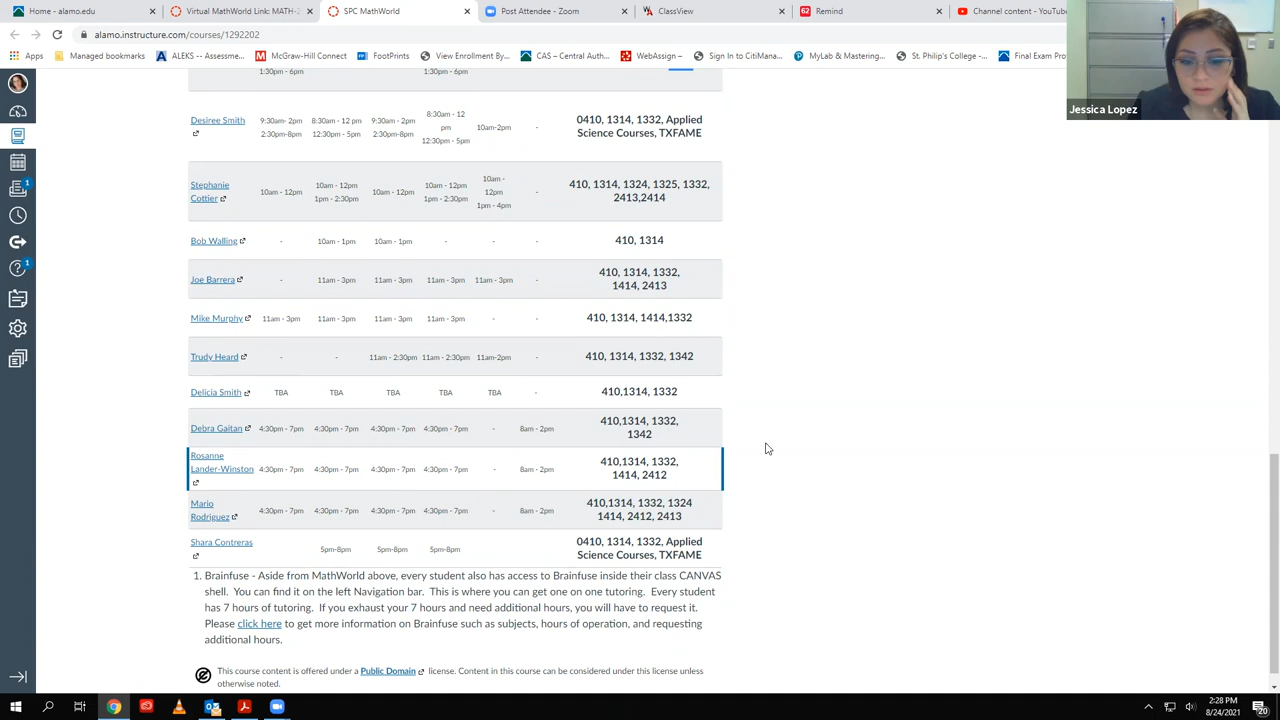 Home - alamo.edu
Virtual MathWorld Link: MATH-2
SPC MathWorld
Post Attendee - Zoom
ClassView
62 Remind
Channel content - YouTube
alamo.instructure.com/courses/1292202
Apps
Managed bookmarks
ALEKS -- Assessme...
McGraw-Hill Connect
FootPrints
View Enrollment By...
CAS – Central Auth...
WebAssign -
Sign In to CitiMana...
MyLab & Mastering...
St. Philip's College -...
Final Exam Pro
Jessica Lopez
1:30pm - 6pm 1:30pm - 6pm
Desiree Smith
9:30am- 2pm
2:30pm-8pm
8:30am - 12 pm
12:30pm - 5pm
9:30am - 2pm
2:30pm-8pm
8:30am - 12
pm
12:30pm - 5pm
10am-2pm
-
0410, 1314, 1332, Applied
Science Courses, TXFAME
Stephanie
Cottier
10am - 12pm
10am - 12pm
1pm - 2:30pm
10am - 12pm
10am - 12pm
1pm - 2:30pm
10am -
12pm
1pm - 4pm
-
410, 1314, 1324, 1325, 1332,
2413,2414
Bob Walling - 10am - 1pm 10am - 1pm - - - 410, 1314
Joe Barrera - 11am - 3pm 11am - 3pm 11am - 3pm 11am - 3pm -
410, 1314, 1332,
1414, 2413
Mike Murphy 11am - 3pm 11am - 3pm 11am - 3pm 11am - 3pm - - 410, 1314, 1414,1332
Trudy Heard - - 11am - 2:30pm 11am - 2:30pm 11am-2pm - 410, 1314, 1332, 1342
Delicia Smith TBA TBA TBA TBA TBA - 410,1314, 1332
Debra Gaitan 4:30pm - 7pm 4:30pm - 7pm 4:30pm - 7pm 4:30pm - 7pm - 8am - 2pm
410,1314, 1332,
1342
Rosanne
Lander-Winston 4:30pm - 7pm 4:30pm - 7pm 4:30pm - 7pm 4:30pm - 7pm - 8am - 2pm
410,1314, 1332,
1414, 2412
Mario
Rodriguez 4:30pm - 7pm 4:30pm - 7pm 4:30pm - 7pm 4:30pm - 7pm - 8am - 2pm
410,1314, 1332, 1324
1414, 2412, 2413
Shara Contreras 5pm-8pm 5pm-8pm 5pm-8pm
0410, 1314, 1332, Applied
Science Courses, TXFAME
1. Brainfuse - Aside from MathWorld above, every student also has access to Brainfuse inside their class CANVAS
shell. You can find it on the left Navigation bar. This is where you can get one on one tutoring. Every student
has 7 hours of tutoring. If you exhaust your 7 hours and need additional hours, you will have to request it.
Please click here to get more information on Brainfuse such as subjects, hours of operation, and requesting
additional hours.
This course content is offered under a Public Domain license. Content in this course can be considered under this license unless
otherwise noted.
1
1
2:28 PM
8/24/2021
20